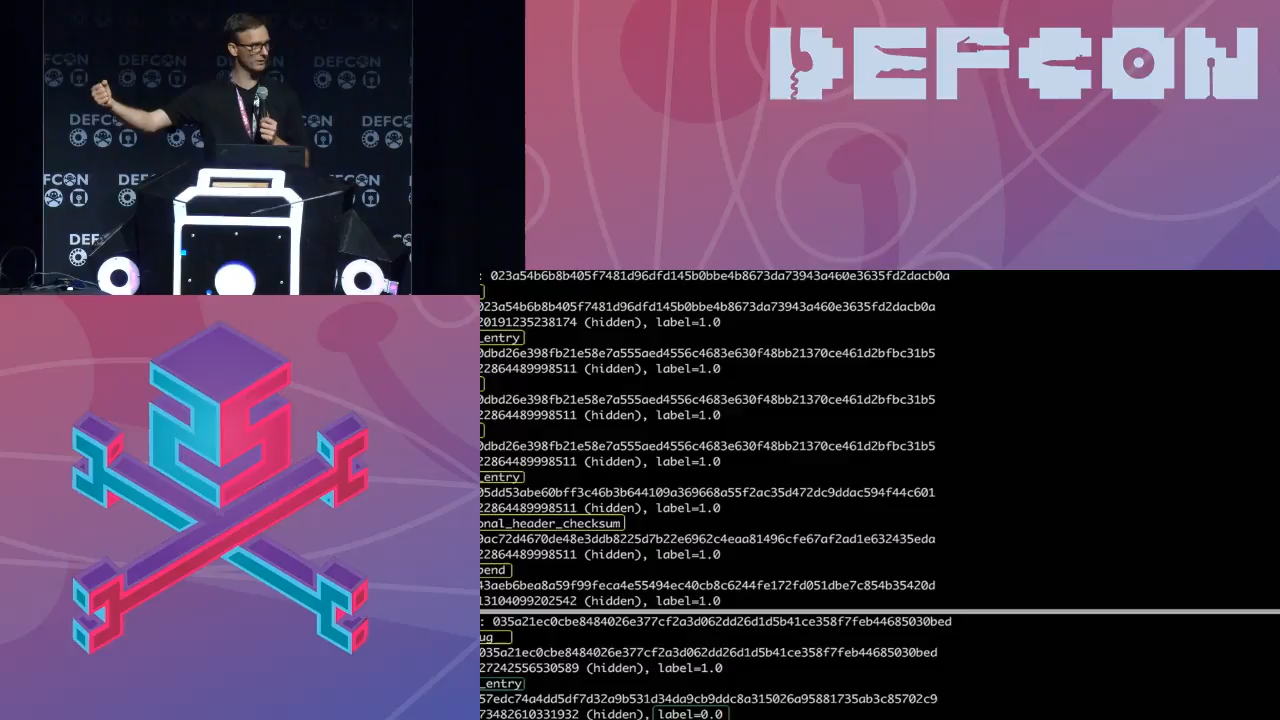 DEFCON
DEFCON
: 023a54b6b8b405f7481d96dfd145b0bbe4b8673da73943a460e3635fd2dacb0a
023a54b6b8b405f7481d96dfd145b0bbe4b8673da73943a460e3635fd2dacb0a
20191235238174 (hidden), label=1.0
_entry
0dbd26e398fb21e58e7a555aed4556c4683e630f48bb21370ce461d2bfbc31b5
22864489998511 (hidden), label=1.0
0dbd26e398fb21e58e7a555aed4556c4683e630f48bb21370ce461d2bfbc31b5
22864489998511 (hidden), label=1.0
0dbd26e398fb21e58e7a555aed4556c4683e630f48bb21370ce461d2bfbc31b5
22864489998511 (hidden), label=1.0
_entry
05dd53abe60bff3c46b3b644109a369668a55f2ac35d472dc9ddac594f44c601
22864489998511 (hidden), label=1.0
onal_header_checksum
0ac72d4670de48e3ddb8225d7b22e6962c4eaa81496cfe67af2ad1e632435eda
22864489998511 (hidden), label=1.0
pend
43aeb6bea8a59f99feca4e55494ec40cb8c6244fe172fd051dbe7c854b35420d
13104099202542 (hidden), label=1.0
: 035a21ec0cbe8484026e377cf2a3d062dd26d1d5b41ce358f7feb44685030bed
ug
035a21ec0cbe8484026e377cf2a3d062dd26d1d5b41ce358f7feb44685030bed
27242556530589 (hidden), label=1.0
_entry
57edc74a4dd5df7d32a9b531d34da9cb9ddc8a315026a95881735ab3c85702c9
73482610331932 (hidden), label=0.0